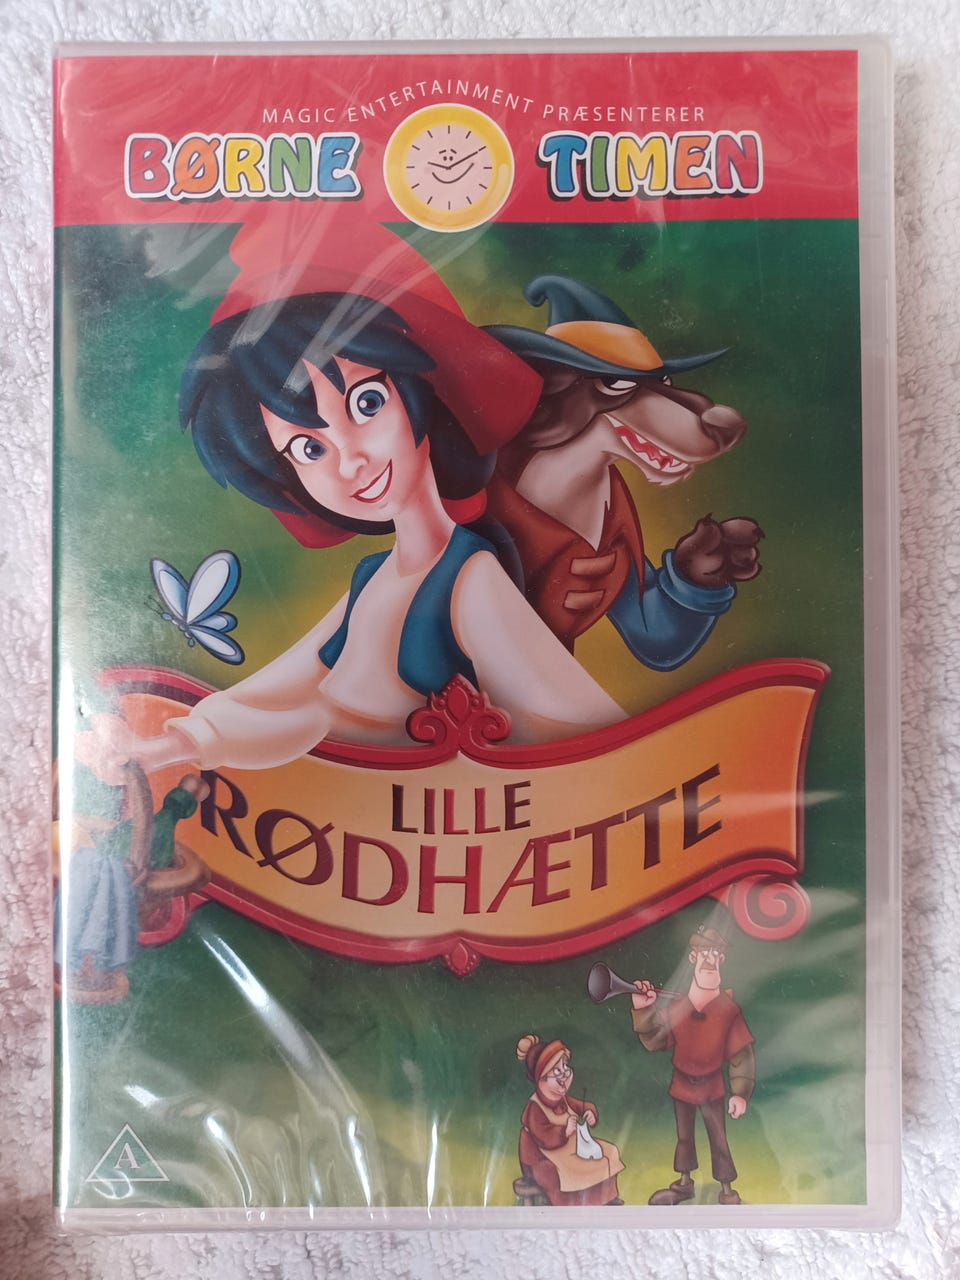 MAGIC ENTERTAINMENT PRÆSENTERER
BØRNE TIMEN
LILLE
RØDHÆTTE
A